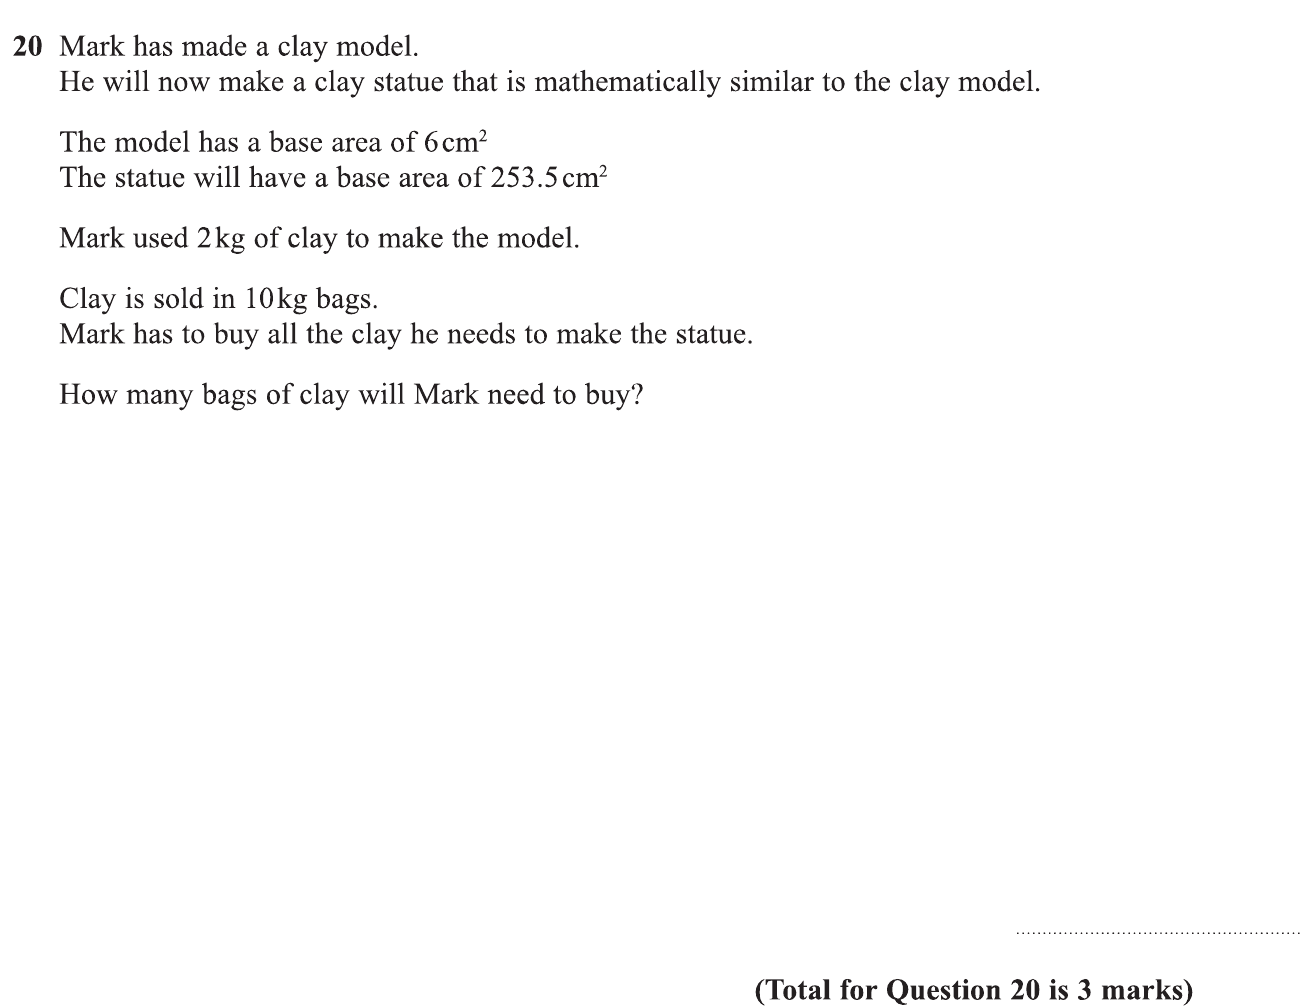 20 Mark has made a clay model.
He will now make a clay statue that is mathematically similar to the clay model.
The model has a base area of 6 cm²
The statue will have a base area of 253.5 cm²
Mark used 2 kg of clay to make the model.
Clay is sold in 10 kg bags.
Mark has to buy all the clay he needs to make the statue.
How many bags of clay will Mark need to buy?
(Total for Question 20 is 3 marks)